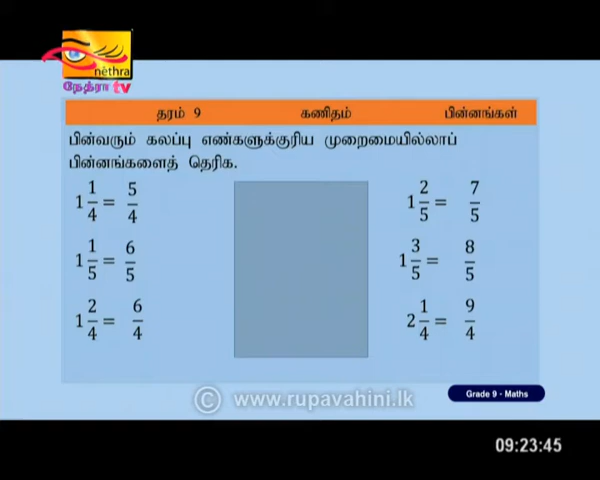 nēthra
நேத்ரா tv
தரம் 9 கணிதம் பின்னங்கள்
பின்வரும் கலப்பு எண்களுக்குரிய முறைமையில்லாப்
பின்னங்களைத் தெரிக.
1 1/4 = 5/4
1 1/5 = 6/5
1 2/4 = 6/4
1 2/5 = 7/5
1 3/5 = 8/5
2 1/4 = 9/4
Grade 9 - Maths
© www.rupavahini.lk
09:23:45